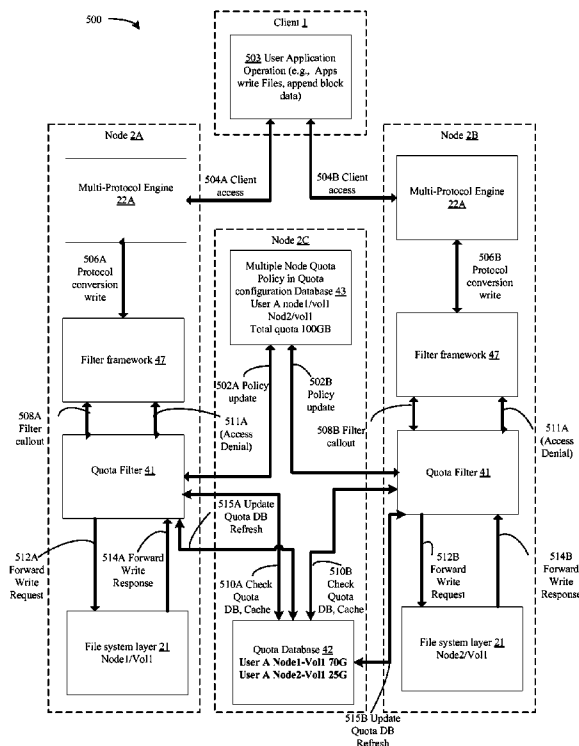 500
Client 1
503 User Application
Operation (e.g., Apps
write Files, append block
data)
Node 2A
Multi-Protocol Engine
22A
504A Client
access
504B Client
access
Node 2B
Multi-Protocol Engine
22A
506A
Protocol
conversion
write
Node 2C
Multiple Node Quota
Policy in Quota
configuration Database 43
User A node1/vol1
Nod2/vol1
Total quota 100GB
506B
Protocol
conversion
write
Filter framework 47
Filter framework 47
502A Policy
update
502B
Policy
update
508A
Filter
callout
511A
(Access
Denial)
508B Filter
callout
511A
(Access
Denial)
Quota Filter 41
Quota Filter 41
515A Update
Quota DB
Refresh
512A
Forward
Write
Request
514A Forward
Write
Response
510A Check
Quota
DB, Cache
510B
Check
Quota
DB, Cache
512B
Forward
Write
Request
514B
Forward
Write
Response
File system layer 21
Node1/Vol1
Quota Database 42
User A Node1-Vol1 70G
User A Node2-Vol1 25G
File system layer 21
Node2/Vol1
515B Update
Quota DB
Refresh